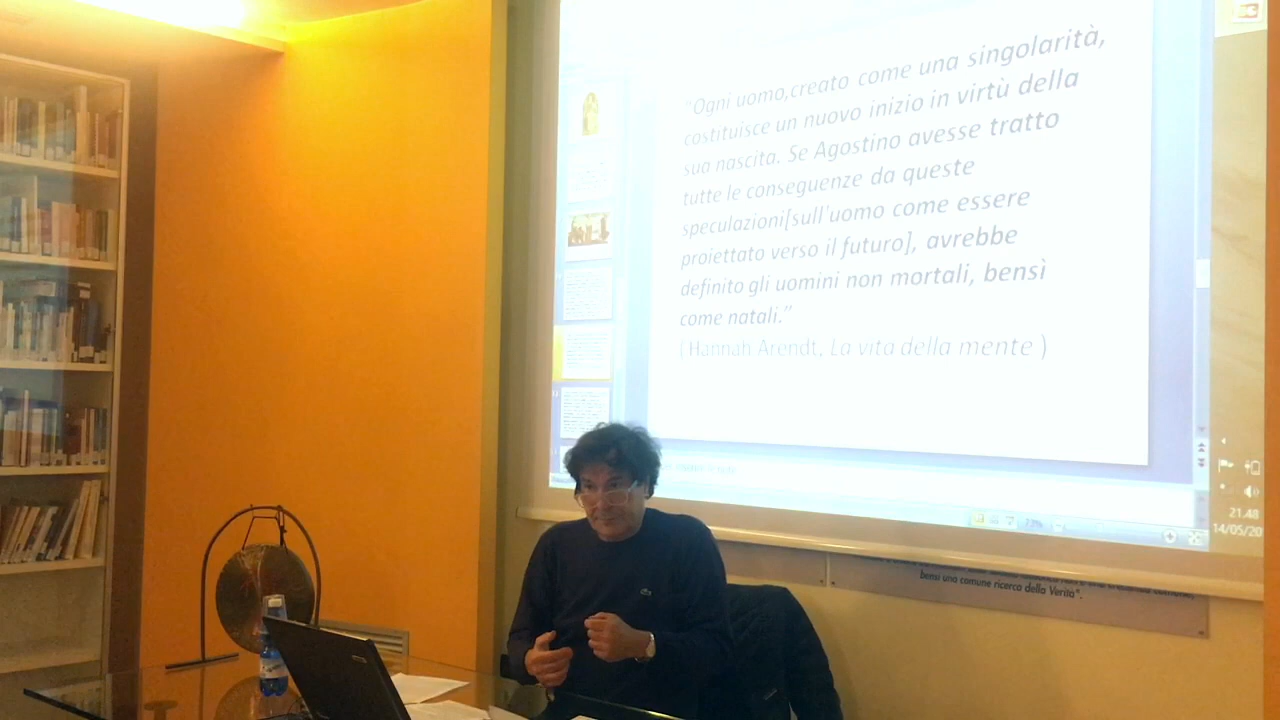 "Ogni uomo,creato come una singolarità,
costituisce un nuovo inizio in virtù della
sua nascita. Se Agostino avesse tratto
tutte le conseguenze da queste
speculazioni[sull'uomo come essere
proiettato verso il futuro], avrebbe
definito gli uomini non mortali, bensì
come natali."
( Hannah Arendt, La vita della mente )
73%
21.48
14/05/20
bensì una comune ricerca della Verità".